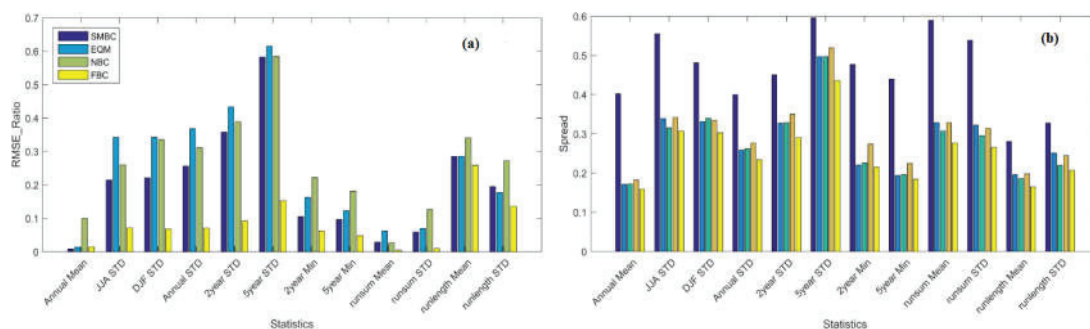 (a)
SMBC
EQM
NBC
FBC
RMSE_Ratio
0.7
0.6
0.5
0.4
0.3
0.2
0.1
0
Annual Mean
JJA STD
DJF STD
Annual STD
2year STD
5year STD
2year Min
5year Min
runsum Mean
runsum STD
runlength Mean
runlength STD
Statistics
(b)
Spread
0.6
0.5
0.4
0.3
0.2
0.1
0
Annual Mean
JJA STD
DJF STD
Annual STD
2year STD
5year STD
2year Min
5year Min
runsum Mean
runsum STD
runlength Mean
runlength STD
Statistics